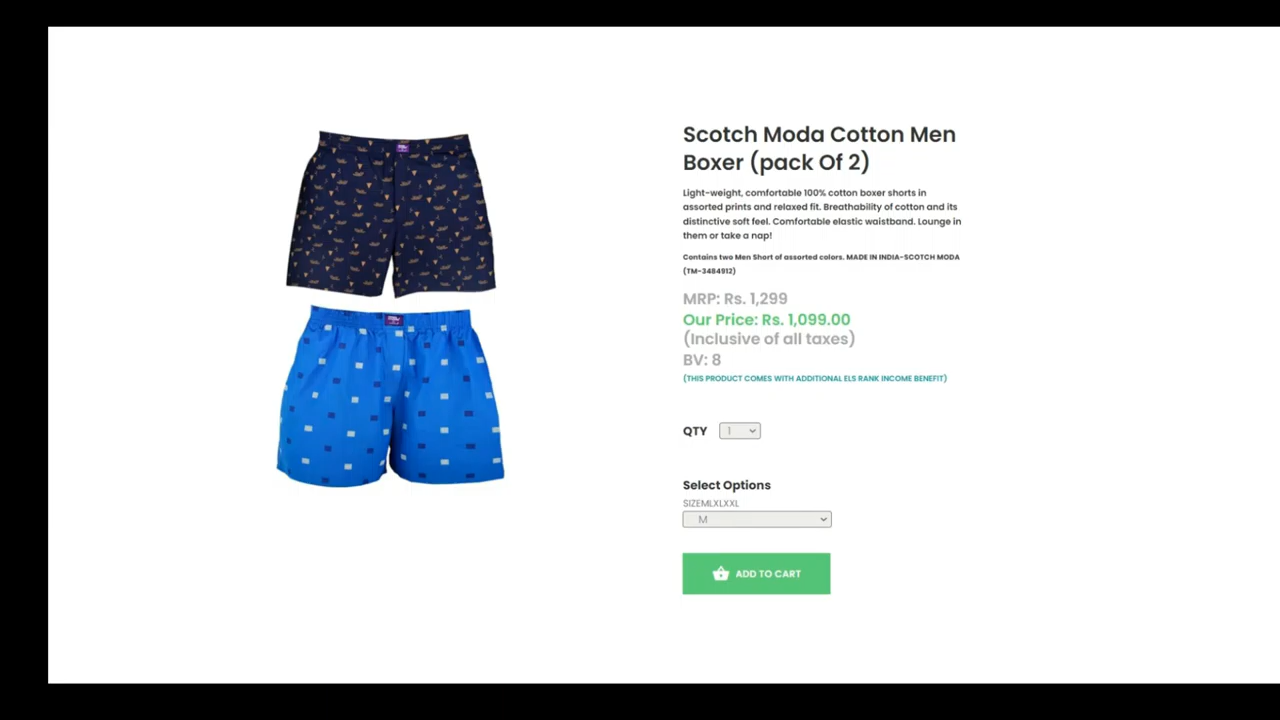 Scotch Moda Cotton Men
Boxer (pack Of 2)
Light-weight, comfortable 100% cotton boxer shorts in
assorted prints and relaxed fit. Breathability of cotton and its
distinctive soft feel. Comfortable elastic waistband. Lounge in
them or take a nap!
Contains two Men Short of assorted colors. MADE IN INDIA-SCOTCH MODA
(TM-3484912)
MRP: Rs. 1,299
Our Price: Rs. 1,099.00
(Inclusive of all taxes)
BV: 8
(THIS PRODUCT COMES WITH ADDITIONAL ELS RANK INCOME BENEFIT)
QTY 1
Select Options
SIZEMLXLXXL
M
ADD TO CART